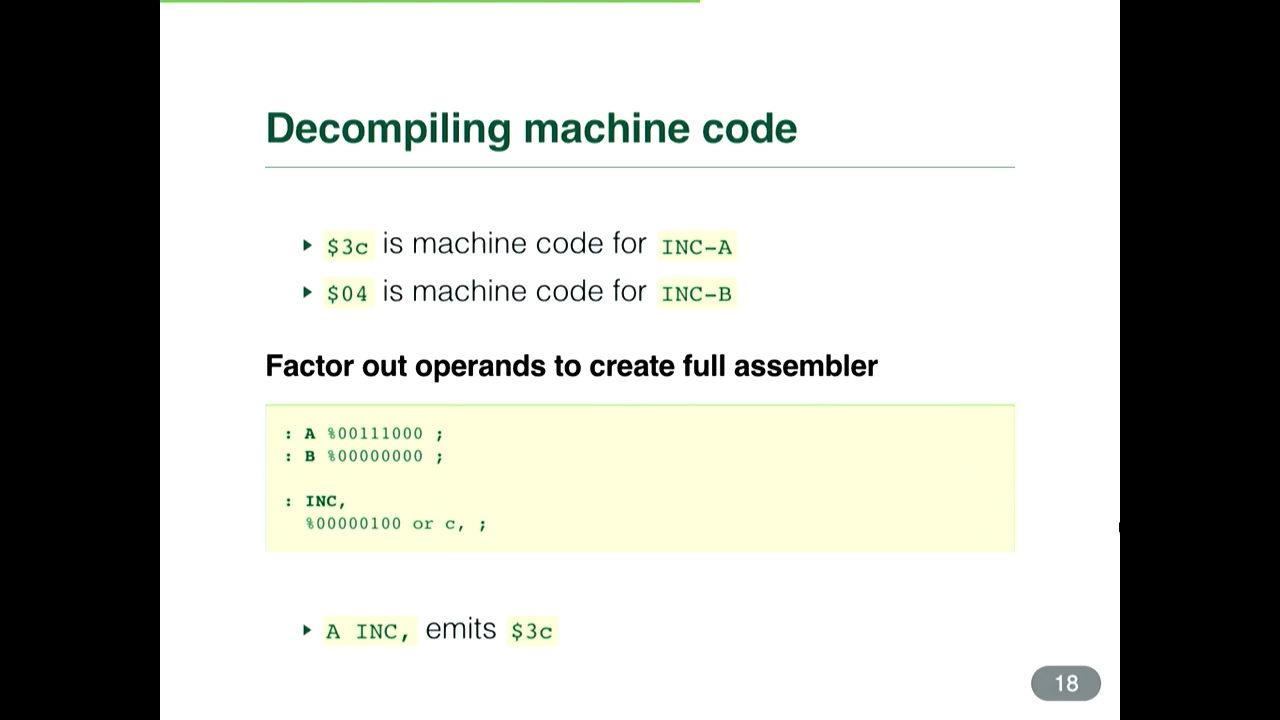 Decompiling machine code
$3c is machine code for INC-A
$04 is machine code for INC-B
Factor out operands to create full assembler
: A %00111000 ;
: B %00000000 ;
: INC,
%00000100 or c, ;
A INC, emits $3c
18